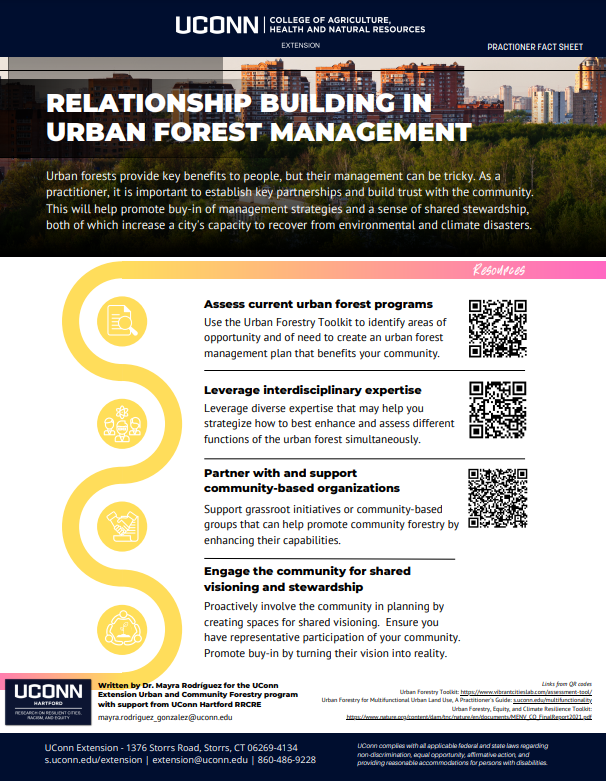 UCONN
COLLEGE OF AGRICULTURE,
HEALTH AND NATURAL RESOURCES
EXTENSION
PRACTIONER FACT SHEET
RELATIONSHIP BUILDING IN
URBAN FOREST MANAGEMENT
Urban forests provide key benefits to people, but their management can be tricky. As a
practitioner, it is important to establish key partnerships and build trust with the community.
This will help promote buy-in of management strategies and a sense of shared stewardship,
both of which increase a city's capacity to recover from environmental and climate disasters.
Resources
Assess current urban forest programs
Use the Urban Forestry Toolkit to identify areas of
opportunity and of need to create an urban forest
management plan that benefits your community.
Leverage interdisciplinary expertise
Leverage diverse expertise that may help you
strategize how to best enhance and assess different
functions of the urban forest simultaneously.
Partner with and support
community-based organizations
Support grassroot initiatives or community-based
groups that can help promote community forestry by
enhancing their capabilities.
Engage the community for shared
visioning and stewardship
Proactively involve the community in planning by
creating spaces for shared visioning. Ensure you
have representative participation of your community.
Promote buy-in by turning their vision into reality.
UCONN
HARTFORD
RESEARCH ON RESILIENT CITIES,
RACISM, AND EQUITY
Written by Dr. Mayra Rodríguez for the UConn
Extension Urban and Community Forestry program
with support from UConn Hartford RRCRE
mayra.rodriguez_gonzalez@uconn.edu
Links from QR codes
Urban Forestry Toolkit: https://www.vibrantcitieslab.com/assessment-tool/
Urban Forestry for Multifunctional Urban Land Use, A Practitioner's Guide: s.uconn.edu/multifunctionality
Urban Forestry, Equity, and Climate Resilience Toolkit:
https://www.nature.org/content/dam/tnc/nature/en/documents/MENV_CO_FinalReport2021.pdf
UConn Extension - 1376 Storrs Road, Storrs, CT 06269-4134
s.uconn.edu/extension | extension@uconn.edu | 860-486-9228
UConn complies with all applicable federal and state laws regarding
non-discrimination, equal opportunity, affirmative action, and
providing reasonable accommodations for persons with disabilities.